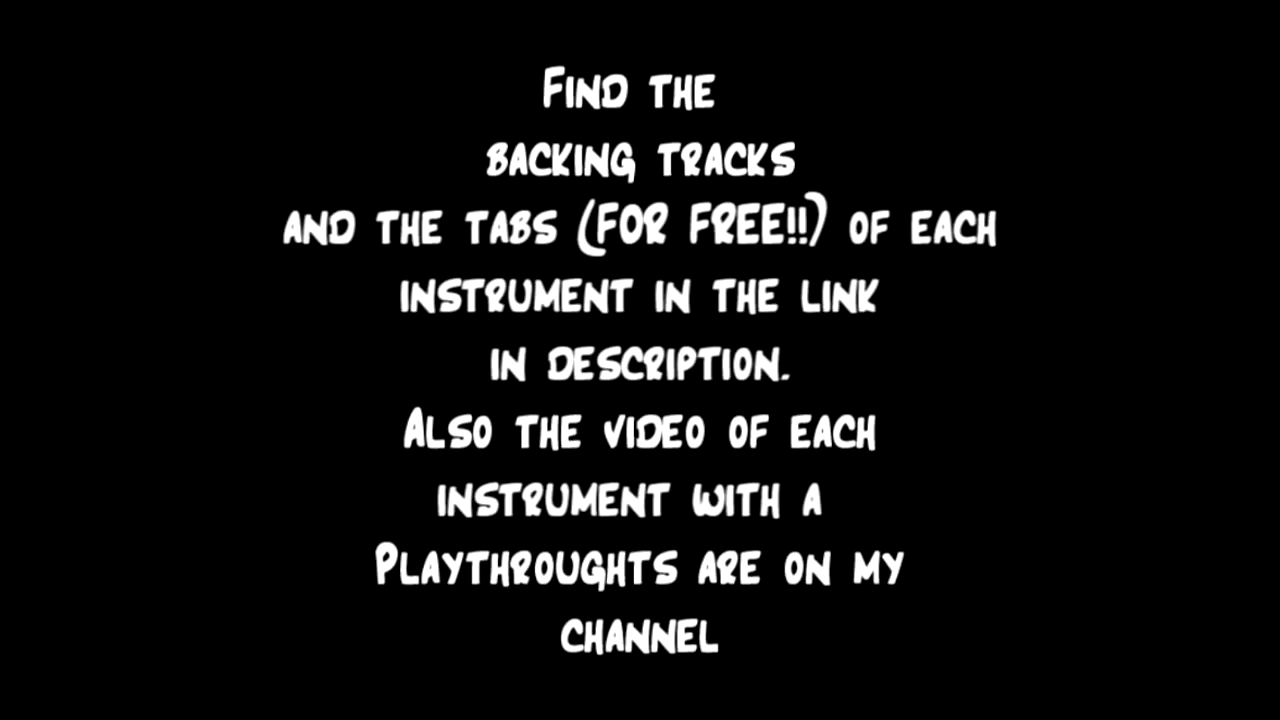 Find the
backing tracks
and the tabs (FOR FREE!!) of each
instrument in the link
in description.
Also the video of each
instrument with a
Playthroughts are on my
channel